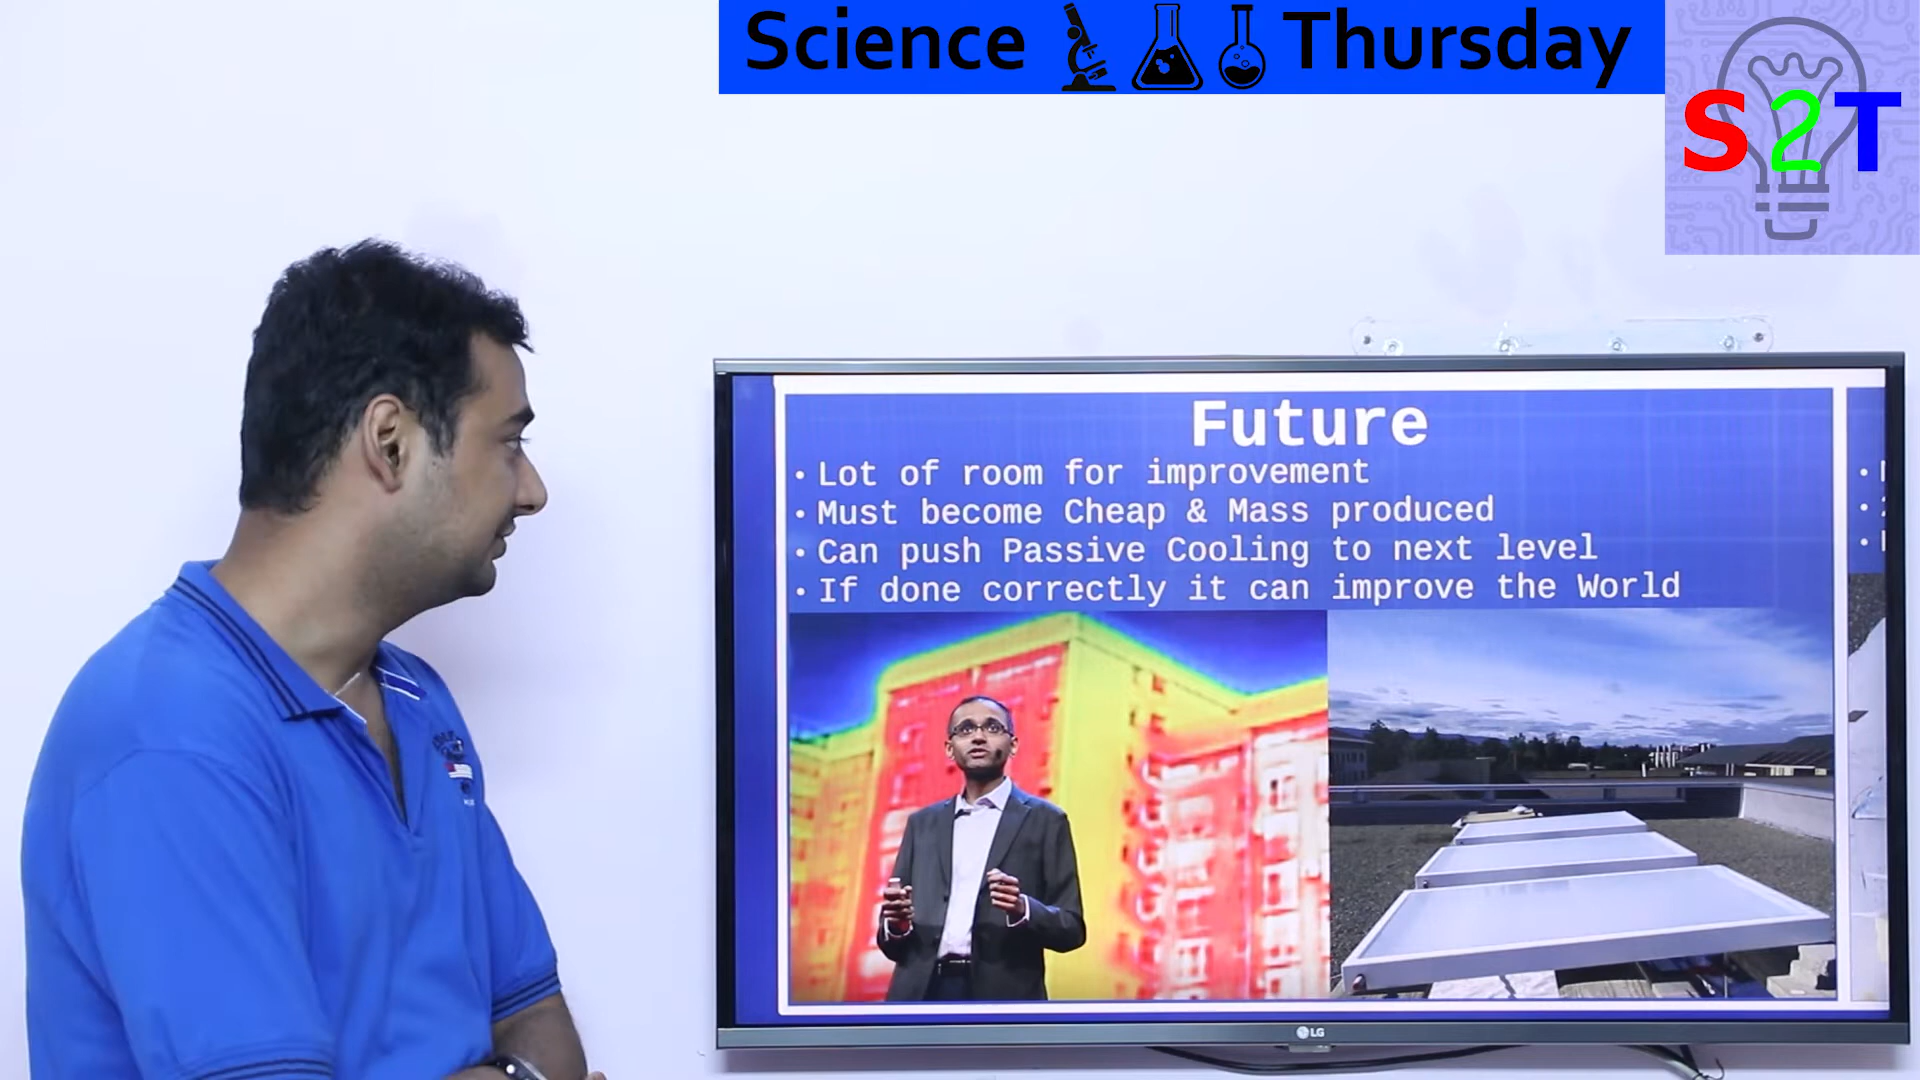 Science Thursday
S2T
Future
• Lot of room for improvement
• Must become Cheap & Mass produced
• Can push Passive Cooling to next level
• If done correctly it can improve the World
LG